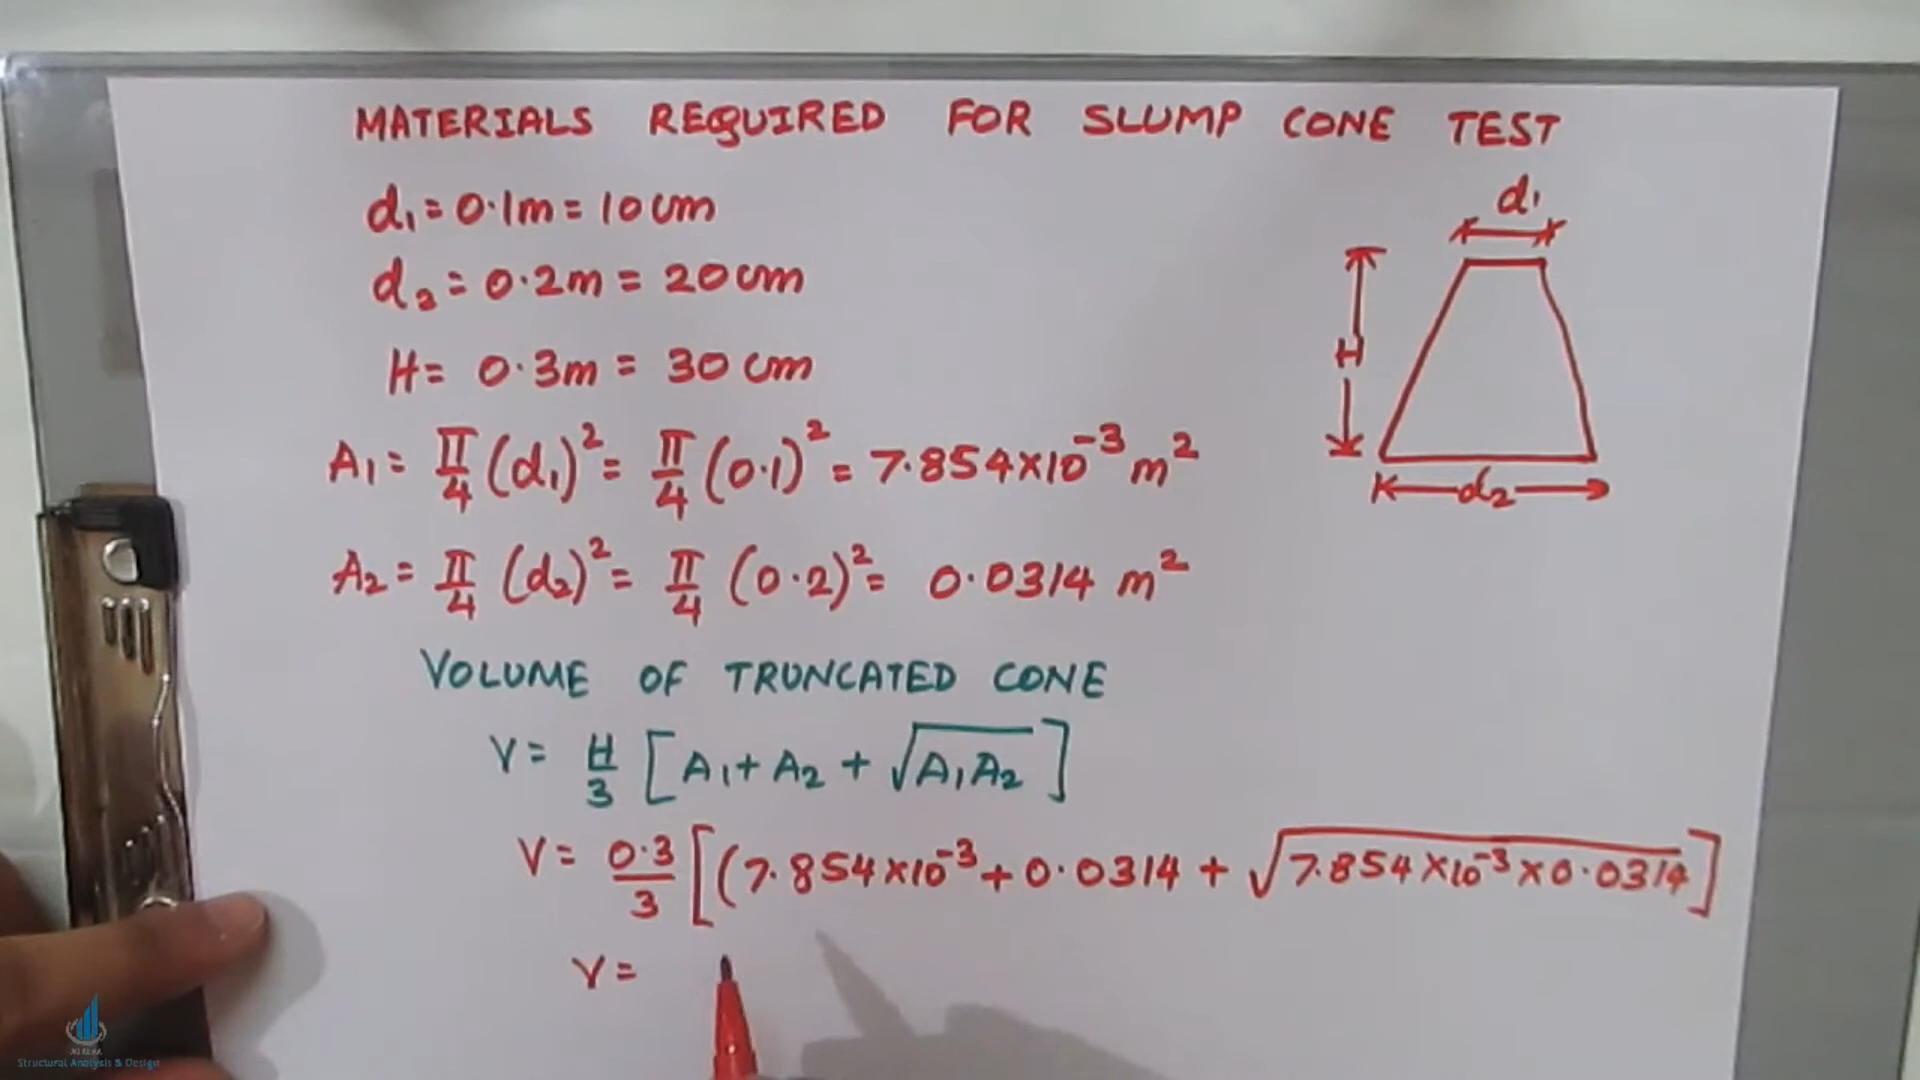 MATERIALS REQUIRED FOR SLUMP CONE TEST
d₁ = 0.1m = 10cm
d₂ = 0.2m = 20cm
H = 0.3m = 30cm
A₁ = π/4 (d₁)² = π/4 (0.1)² = 7.854×10⁻³ m²
A₂ = π/4 (d₂)² = π/4 (0.2)² = 0.0314 m²
d₁
H
d₂
VOLUME OF TRUNCATED CONE
V = H/3 [A₁ + A₂ + √A₁A₂]
V = 0.3/3 [(7.854×10⁻³ + 0.0314 + √7.854×10⁻³×0.0314]
V =
Structural Analysis & Design